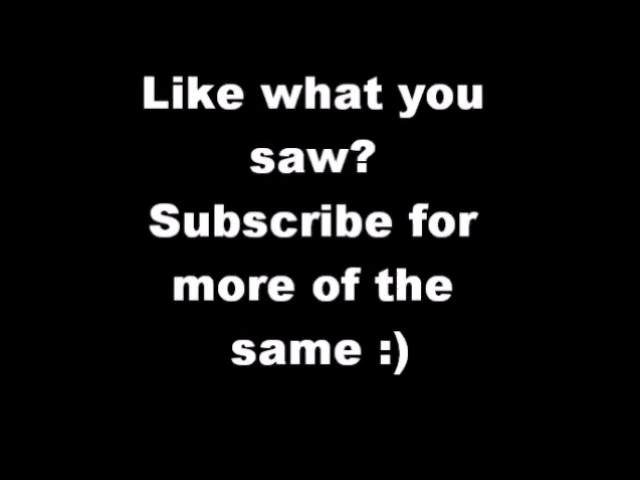 Like what you
saw?
Subscribe for
more of the
same :)